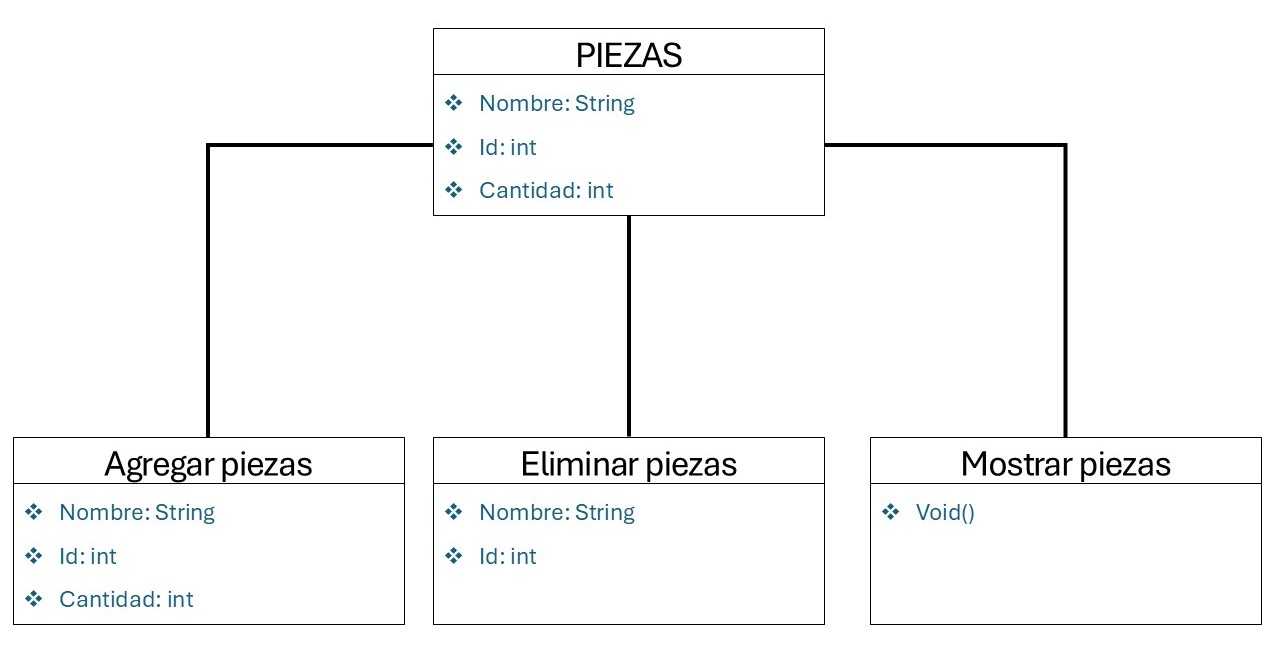 PIEZAS
❖ Nombre: String
❖ Id: int
❖ Cantidad: int
Agregar piezas
❖ Nombre: String
❖ Id: int
❖ Cantidad: int
Eliminar piezas
❖ Nombre: String
❖ Id: int
Mostrar piezas
❖ Void()